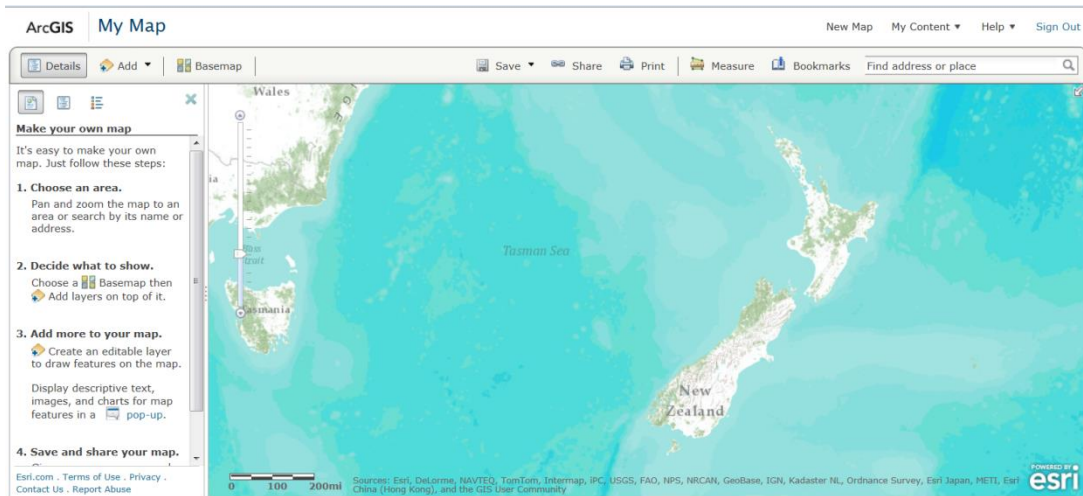 ArcGIS My Map New Map My Content Help Sign Out
Details Add Basemap Save Share Print Measure Bookmarks Find address or place
Make your own map
It's easy to make your own
map. Just follow these steps:
1. Choose an area.
Pan and zoom the map to an
area or search by its name or
address.
2. Decide what to show.
Choose a Basemap then
Add layers on top of it.
3. Add more to your map.
Create an editable layer
to draw features on the map.
Display descriptive text,
images, and charts for map
features in a pop-up.
4. Save and share your map.
Esri.com . Terms of Use . Privacy .
Contact Us . Report Abuse
Wales
Tasman Sea
Tasmania
New
Zealand
0 100 200mi
Sources: Esri, DeLorme, NAVTEQ, TomTom, Intermap, iPC, USGS, FAO, NPS, NRCAN, GeoBase, IGN, Kadaster NL, Ordnance Survey, Esri Japan, METI, Esri
China (Hong Kong), and the GIS User Community
POWERED BY
esri